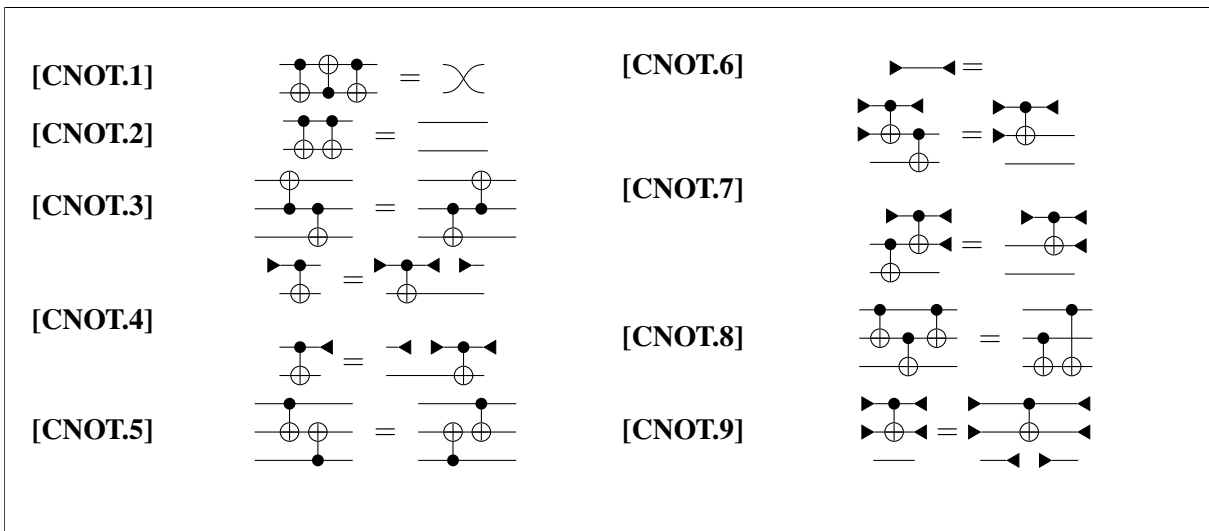 [CNOT.1] =
[CNOT.2] =
[CNOT.3] =
[CNOT.4] =
=
[CNOT.5] =
[CNOT.6] =
[CNOT.7] =
=
[CNOT.8] =
[CNOT.9] =